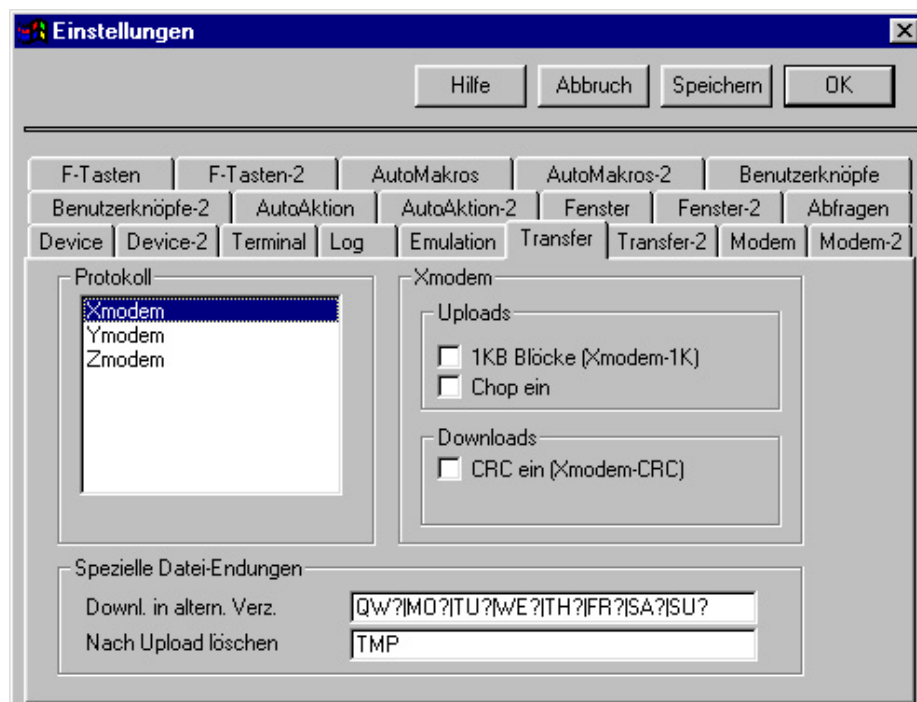 Einstellungen
Hilfe Abbruch Speichern OK
F-Tasten F-Tasten-2 AutoMakros AutoMakros-2 Benutzerknöpfe
Benutzerknöpfe-2 AutoAktion AutoAktion-2 Fenster Fenster-2 Abfragen
Device Device-2 Terminal Log Emulation Transfer Transfer-2 Modem Modem-2
Protokoll
Xmodem
Ymodem
Zmodem
Xmodem
Uploads
1KB Blöcke (Xmodem-1K)
Chop ein
Downloads
CRC ein (Xmodem-CRC)
Spezielle Datei-Endungen
Downl. in altern. Verz. QW?|MO?|TU?|WE?|TH?|FR?|SA?|SU?
Nach Upload löschen TMP